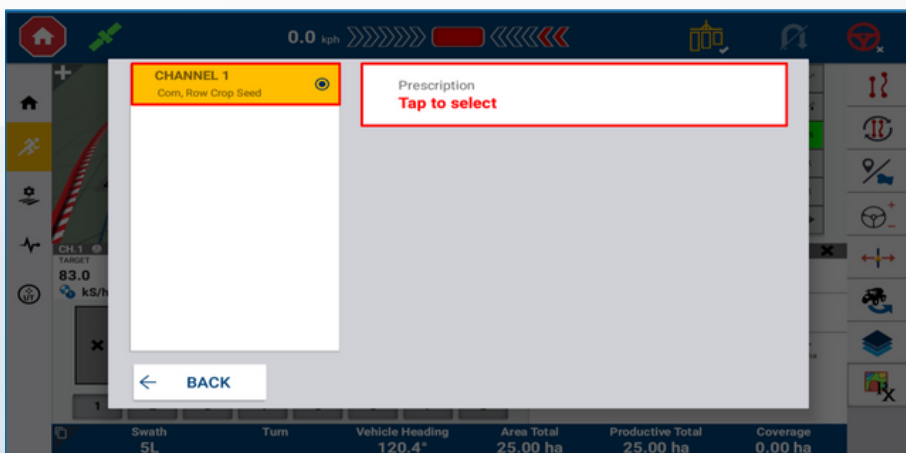 0.0 kph
CHANNEL 1
Corn, Row Crop Seed
Prescription
Tap to select
CH.1
TARGET
83.0
kS/h
BACK
1
Swath
5L
Turn
Vehicle Heading
120.4°
Area Total
25.00 ha
Productive Total
25.00 ha
Coverage
0.00 ha
Rx